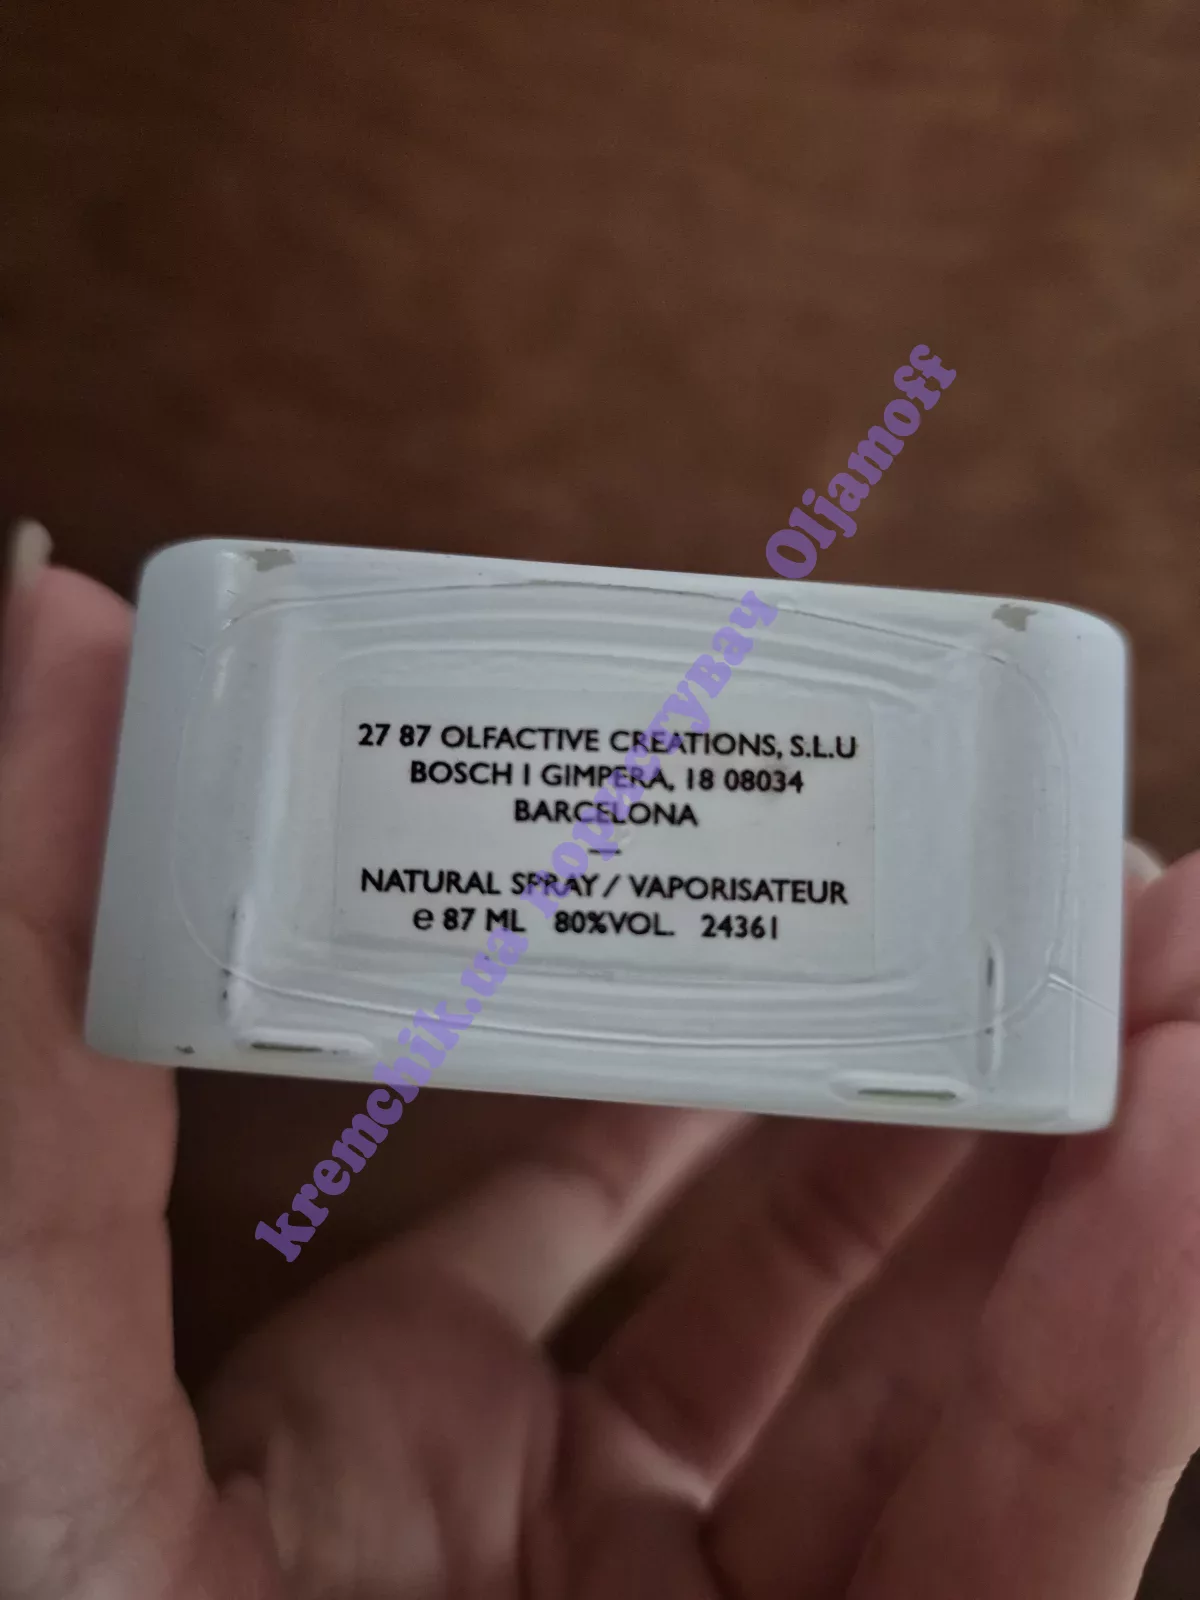 27 87 OLFACTIVE CREATIONS, S.L.U
BOSCH I GIMPERA, 18 08034
BARCELONA
—
NATURAL SPRAY / VAPORISATEUR
℮ 87 ML 80%VOL. 24361
kremchik.ua користувач Oljamoff